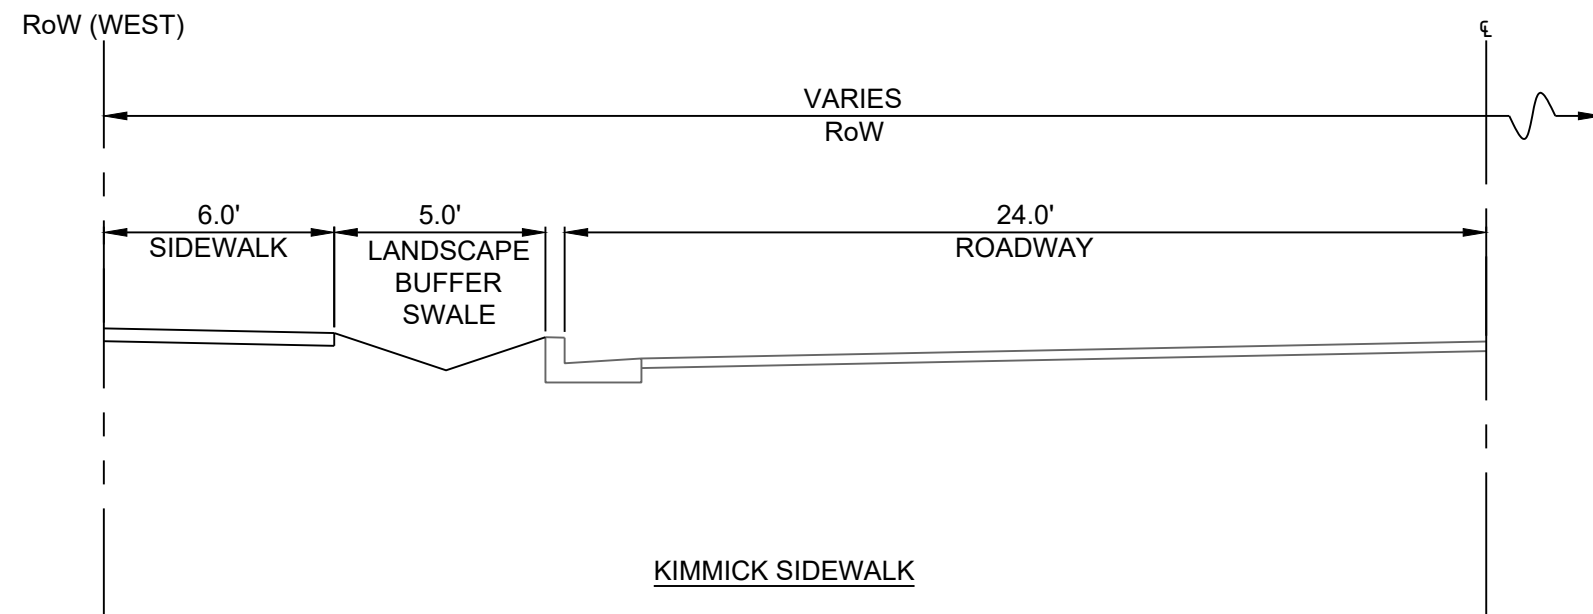 RoW (WEST)
℄
VARIES
RoW
6.0'
SIDEWALK
5.0'
LANDSCAPE
BUFFER
SWALE
24.0'
ROADWAY
KIMMICK SIDEWALK